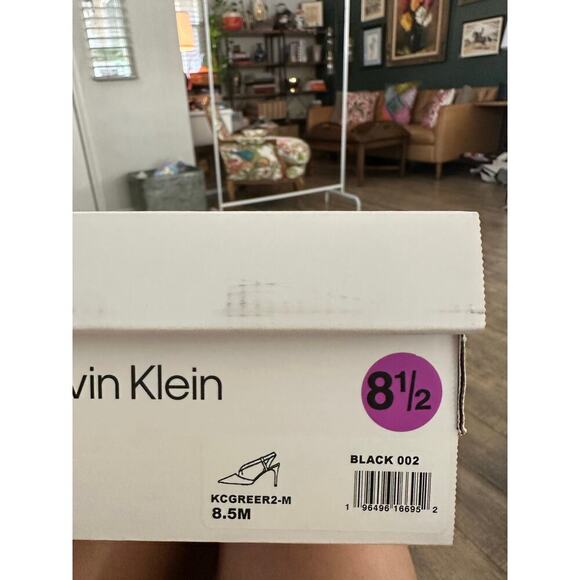 vin Klein
8½
BLACK 002
KCGREER2-M
8.5M
1 96496 16695 2